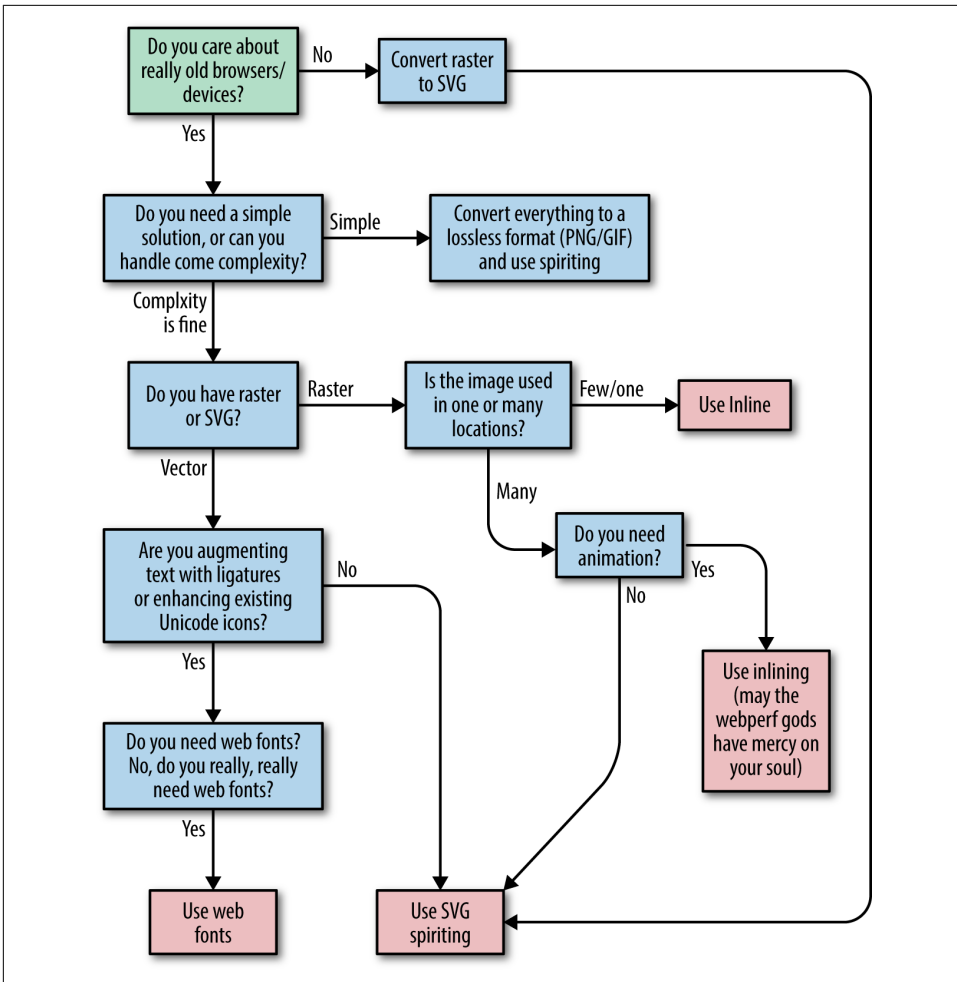 Do you care about
really old browsers/
devices?
No
Convert raster
to SVG
Yes
Do you need a simple
solution, or can you
handle come complexity?
Simple
Convert everything to a
lossless format (PNG/GIF)
and use spiriting
Complxity
is fine
Do you have raster
or SVG?
Raster
Is the image used
in one or many
locations?
Few/one
Use Inline
Vector
Many
Are you augmenting
text with ligatures
or enhancing existing
Unicode icons?
No
Do you need
animation?
Yes
No
Yes
Use inlining
(may the
webperf gods
have mercy on
your soul)
Do you need web fonts?
No, do you really, really
need web fonts?
Yes
Use web
fonts
Use SVG
spiriting